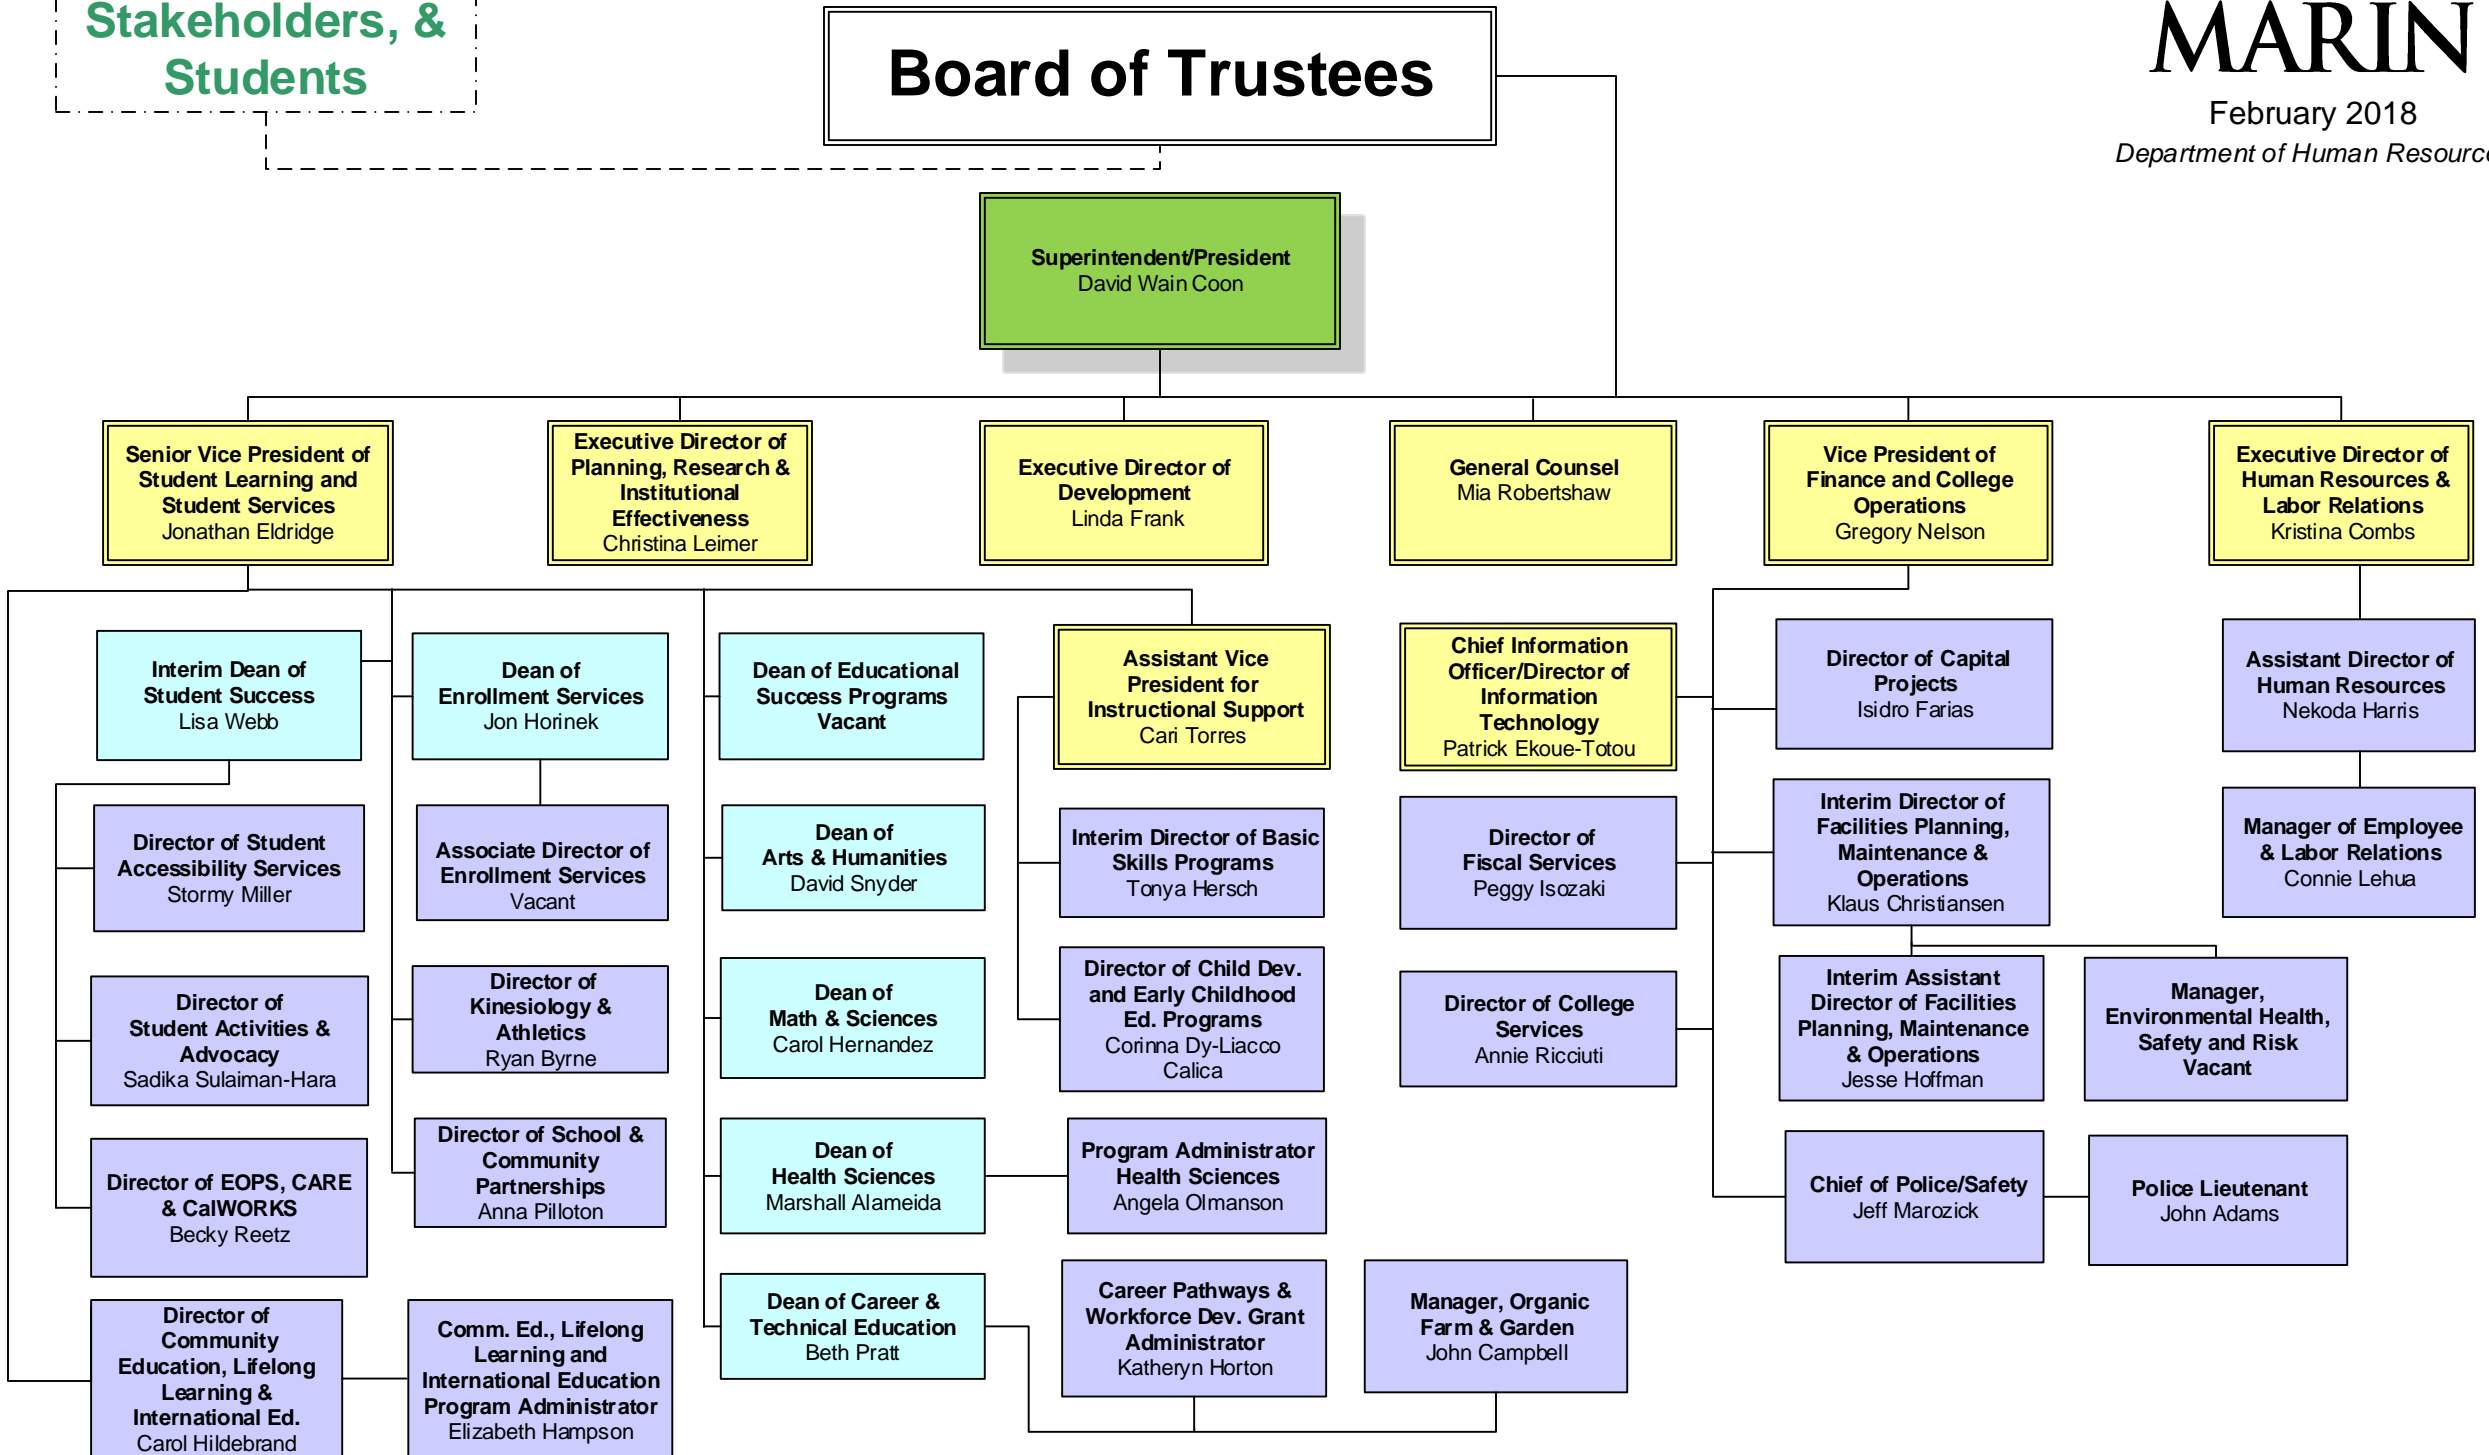 Stakeholders, &
Students
Board of Trustees
MARIN
February 2018
Department of Human Resource
Superintendent/President
David Wain Coon
Senior Vice President of
Student Learning and
Student Services
Jonathan Eldridge
Executive Director of
Planning, Research &
Institutional
Effectiveness
Christina Leimer
Executive Director of
Development
Linda Frank
General Counsel
Mia Robertshaw
Vice President of
Finance and College
Operations
Gregory Nelson
Executive Director of
Human Resources &
Labor Relations
Kristina Combs
Interim Dean of
Student Success
Lisa Webb
Dean of
Enrollment Services
Jon Horinek
Dean of Educational
Success Programs
Vacant
Assistant Vice
President for
Instructional Support
Cari Torres
Chief Information
Officer/Director of
Information
Technology
Patrick Ekoue-Totou
Director of Capital
Projects
Isidro Farias
Assistant Director of
Human Resources
Nekoda Harris
Director of Student
Accessibility Services
Stormy Miller
Associate Director of
Enrollment Services
Vacant
Dean of
Arts & Humanities
David Snyder
Interim Director of Basic
Skills Programs
Tonya Hersch
Director of
Fiscal Services
Peggy Isozaki
Interim Director of
Facilities Planning,
Maintenance &
Operations
Klaus Christiansen
Manager of Employee
& Labor Relations
Connie Lehua
Director of
Student Activities &
Advocacy
Sadika Sulaiman-Hara
Director of
Kinesiology &
Athletics
Ryan Byrne
Dean of
Math & Sciences
Carol Hernandez
Director of Child Dev.
and Early Childhood
Ed. Programs
Corinna Dy-Liacco
Calica
Director of College
Services
Annie Ricciuti
Interim Assistant
Director of Facilities
Planning, Maintenance
& Operations
Jesse Hoffman
Manager,
Environmental Health,
Safety and Risk
Vacant
Director of EOPS, CARE
& CalWORKS
Becky Reetz
Director of School &
Community
Partnerships
Anna Pilloton
Dean of
Health Sciences
Marshall Alameida
Program Administrator
Health Sciences
Angela Olmanson
Chief of Police/Safety
Jeff Marozick
Police Lieutenant
John Adams
Director of
Community
Education, Lifelong
Learning &
International Ed.
Carol Hildebrand
Comm. Ed., Lifelong
Learning and
International Education
Program Administrator
Elizabeth Hampson
Dean of Career &
Technical Education
Beth Pratt
Career Pathways &
Workforce Dev. Grant
Administrator
Katheryn Horton
Manager, Organic
Farm & Garden
John Campbell